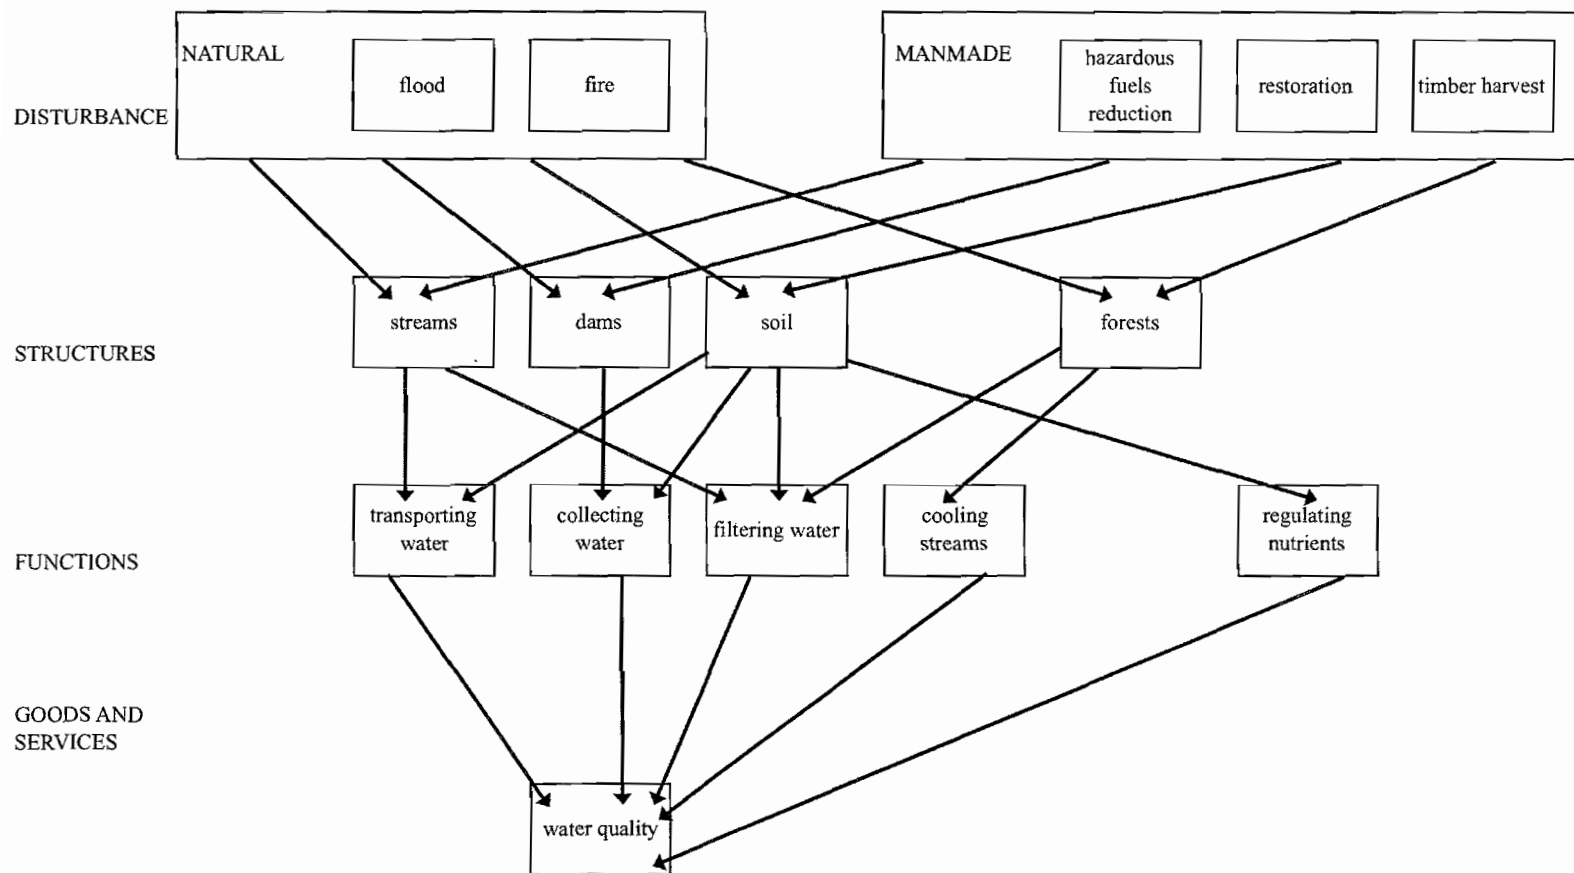 NATURAL
flood
fire
MANMADE
hazardous
fuels
reduction
restoration
timber harvest
DISTURBANCE
streams
dams
soil
forests
STRUCTURES
transporting
water
collecting
water
filtering water
cooling
streams
regulating
nutrients
FUNCTIONS
GOODS AND
SERVICES
water quality